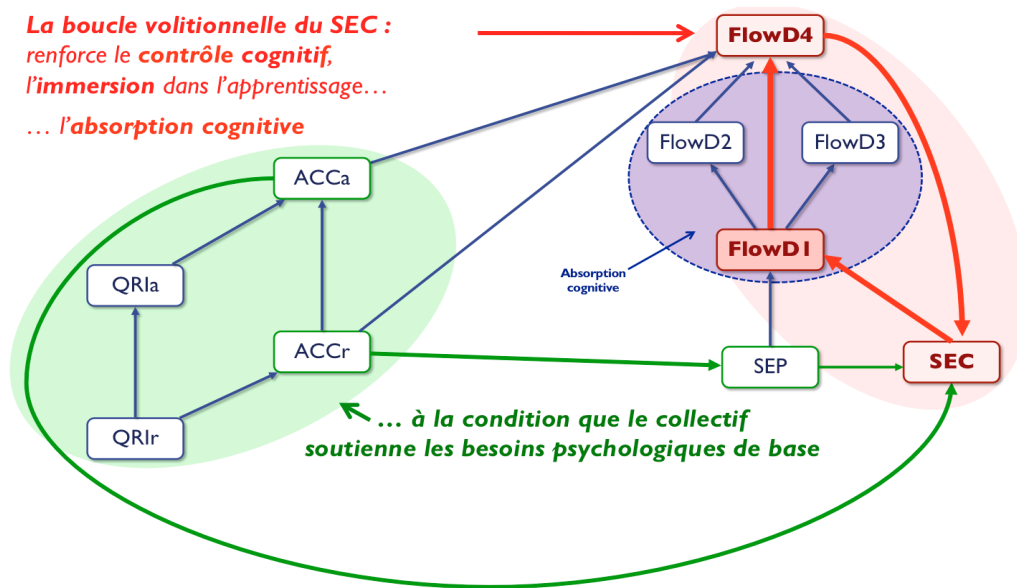 La boucle volitionnelle du SEC :
renforce le contrôle cognitif,
l'immersion dans l'apprentissage…
… l'absorption cognitive
FlowD4
FlowD2
FlowD3
ACCa
FlowD1
Absorption
cognitive
QRIa
ACCr
SEP
SEC
QRIr
… à la condition que le collectif
soutienne les besoins psychologiques de base